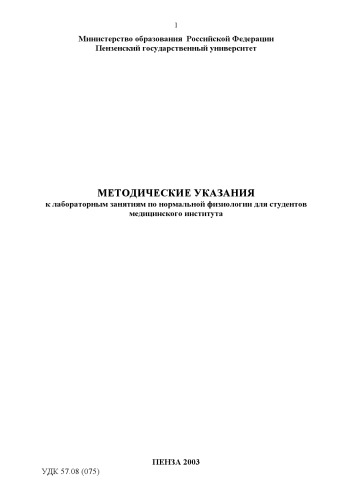 1
Министерство образования Российской Федерации
Пензенский государственный университет
МЕТОДИЧЕСКИЕ УКАЗАНИЯ
к лабораторным занятиям по нормальной физиологии для студентов
медицинского института
ПЕНЗА 2003
УДК 57.08 (075)